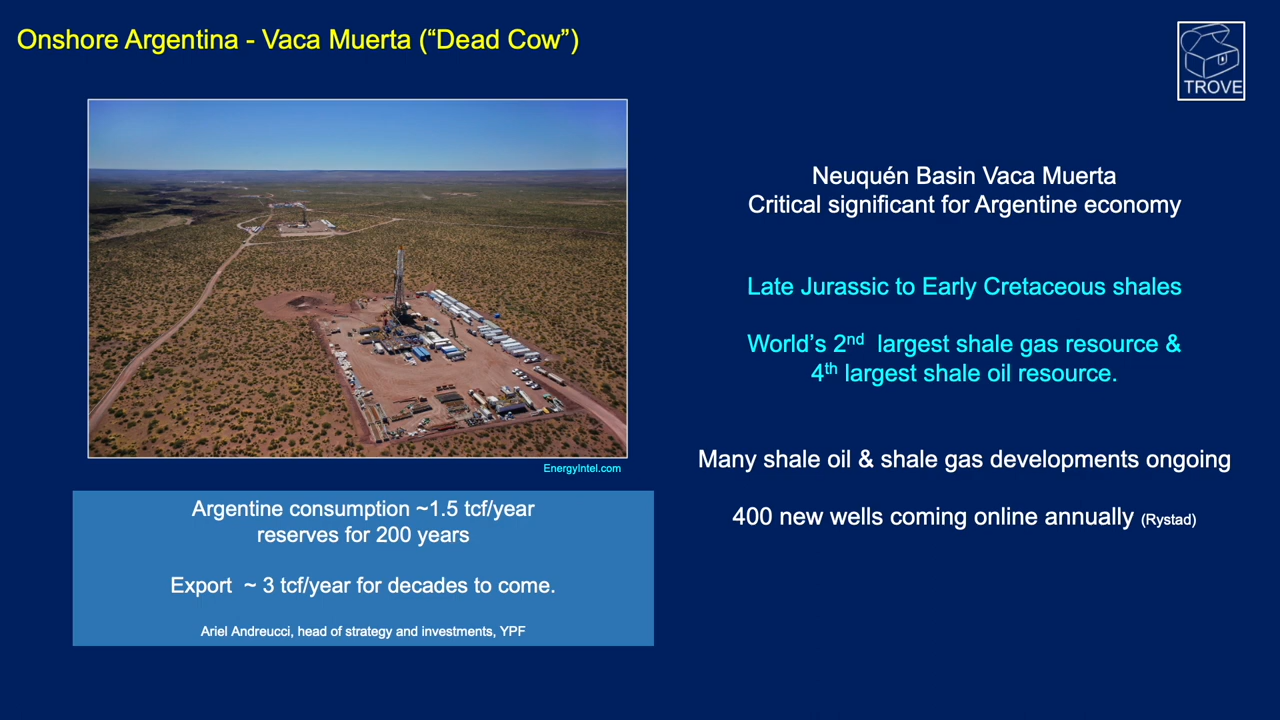 Onshore Argentina - Vaca Muerta (“Dead Cow”)
TROVE
Neuquén Basin Vaca Muerta
Critical significant for Argentine economy
Late Jurassic to Early Cretaceous shales
World’s 2nd largest shale gas resource &
4th largest shale oil resource.
Many shale oil & shale gas developments ongoing
400 new wells coming online annually (Rystad)
EnergyIntel.com
Argentine consumption ~1.5 tcf/year
reserves for 200 years
Export ~ 3 tcf/year for decades to come.
Ariel Andreucci, head of strategy and investments, YPF